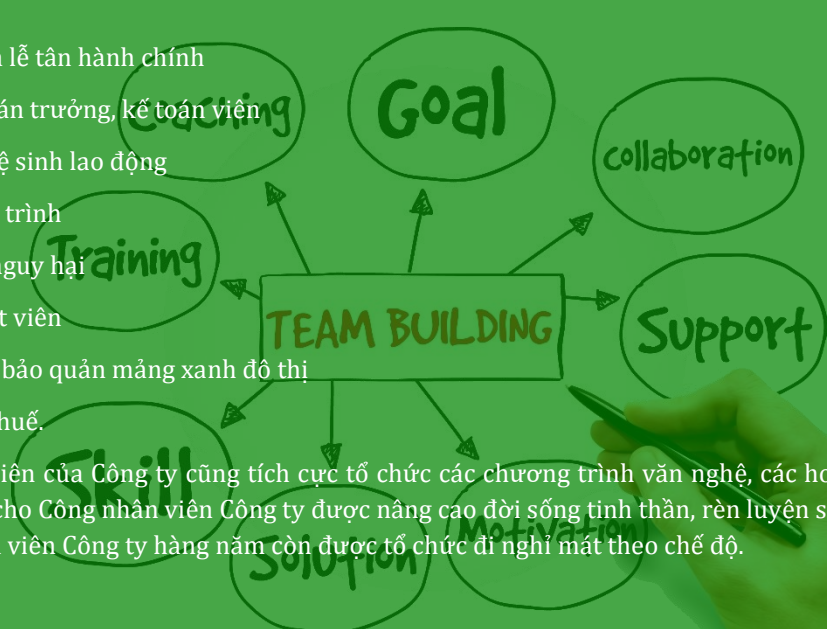 lễ tân hành chính
án trưởng, kế toán viên
ệ sinh lao động
trình
nguy hại
t viên
bảo quản mảng xanh đô thị
huế.
iên của Công ty cũng tích cực tổ chức các chương trình văn nghệ, các ho
cho Công nhân viên Công ty được nâng cao đời sống tinh thần, rèn luyện s
viên Công ty hàng năm còn được tổ chức đi nghỉ mát theo chế độ.
Coaching
Goal
collaboration
Training
TEAM BUILDING
Support
Skill
Solution
Motivation